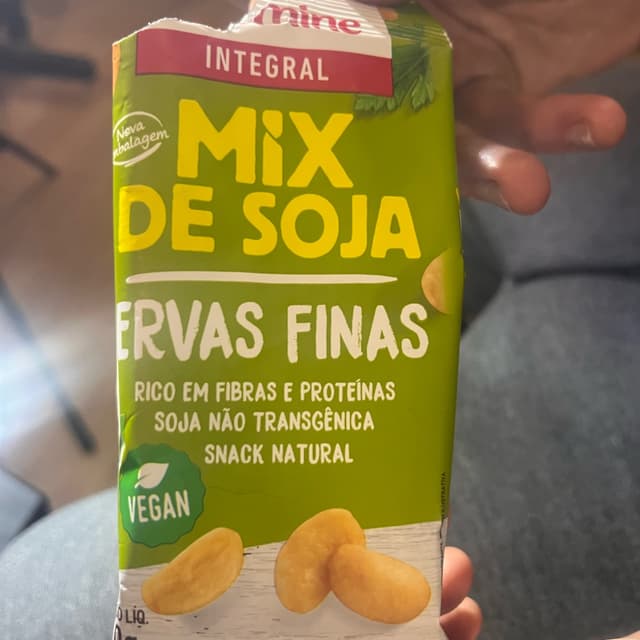 mine
INTEGRAL
Nova
embalagem
MiX
DE SOJA
ERVAS FINAS
RICO EM FIBRAS E PROTEÍNAS
SOJA NÃO TRANSGÊNICA
SNACK NATURAL
VEGAN
LÍQ.